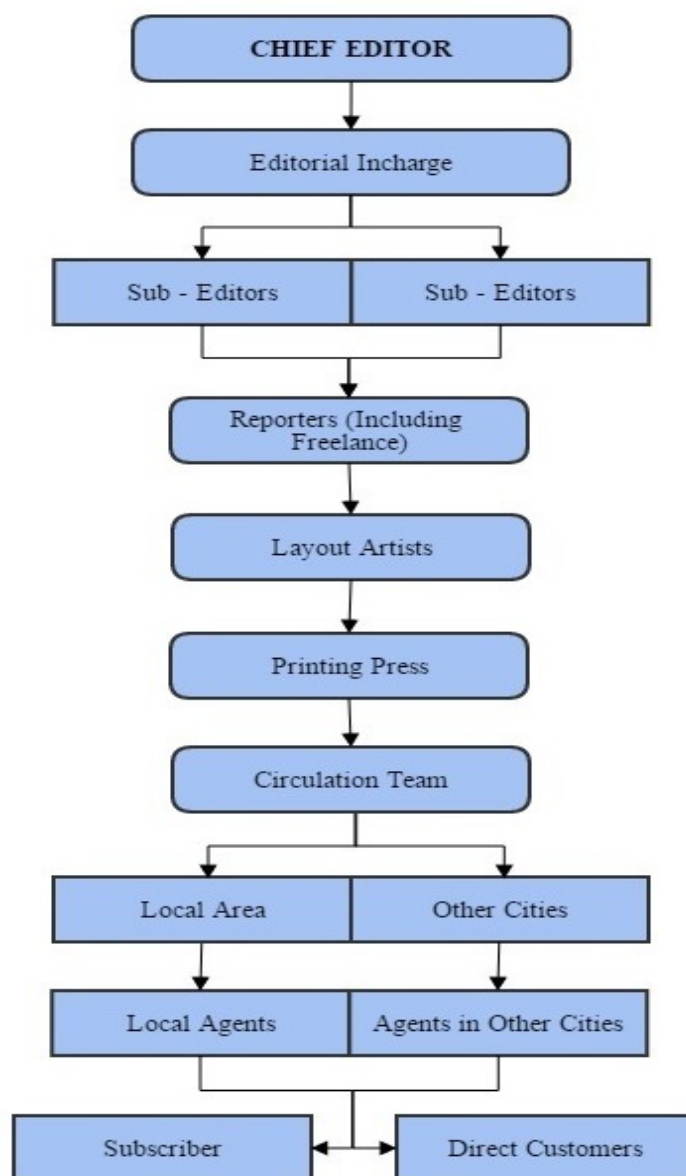 CHIEF EDITOR
Editorial Incharge
Sub - Editors
Sub - Editors
Reporters (Including
Freelance)
Layout Artists
Printing Press
Circulation Team
Local Area
Other Cities
Local Agents
Agents in Other Cities
Subscriber
Direct Customers